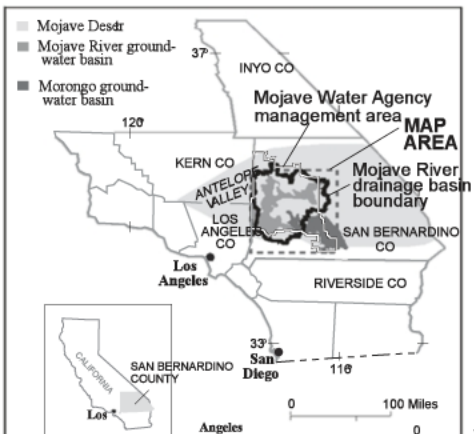 Mojave Desert
Mojave River ground-
water basin
Morongo ground-
water basin
37°
INYO CO
120°
Mojave Water Agency
management area
MAP
AREA
KERN CO
Mojave River
drainage basin
boundary
ANTELOPE
VALLEY
LOS
ANGELES
CO
SAN BERNARDINO
CO
Los
Angeles
RIVERSIDE CO
33°
San
Diego
116°
CALIFORNIA
SAN BERNARDINO
COUNTY
Los
Angeles
0 100 Miles
0